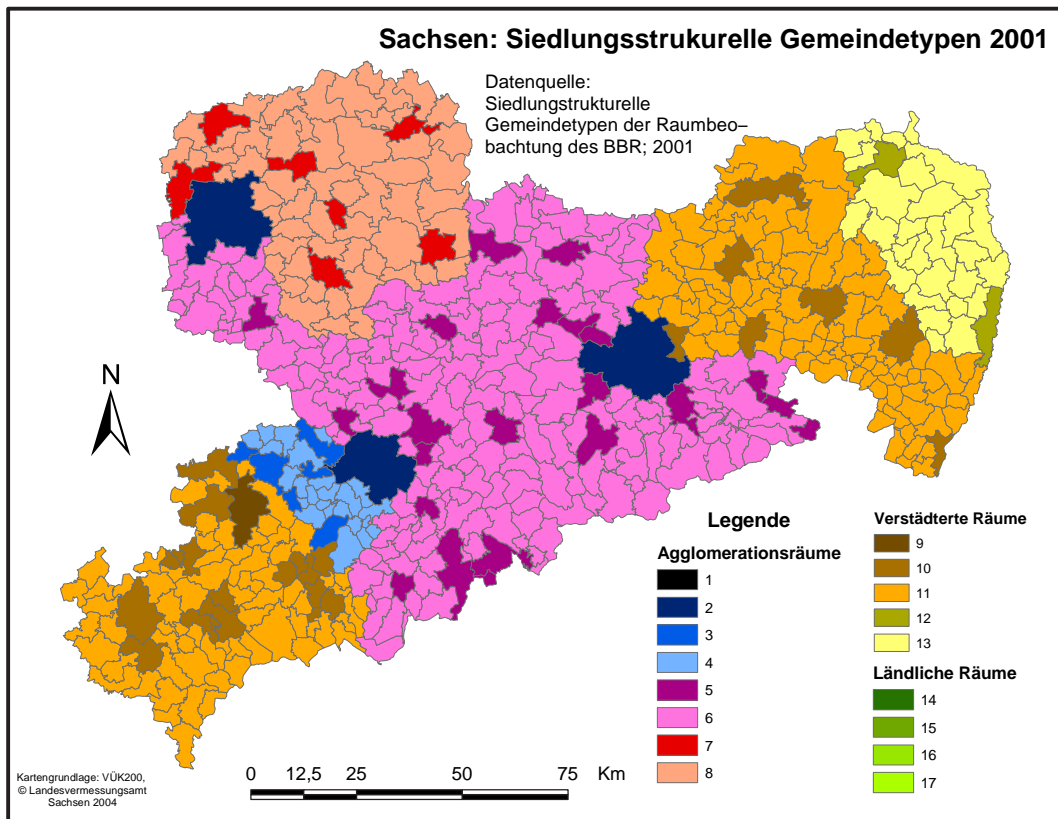 Sachsen: Siedlungsstrukurelle Gemeindetypen 2001
Datenquelle:
Siedlungstrukturelle
Gemeindetypen der Raumbeo–
bachtung des BBR; 2001
N
Legende
Agglomerationsräume
1
2
3
4
5
6
7
8
Verstädterte Räume
9
10
11
12
13
Ländliche Räume
14
15
16
17
Kartengrundlage: VÜK200,
© Landesvermessungsamt
Sachsen 2004
0 12,5 25 50 75 Km